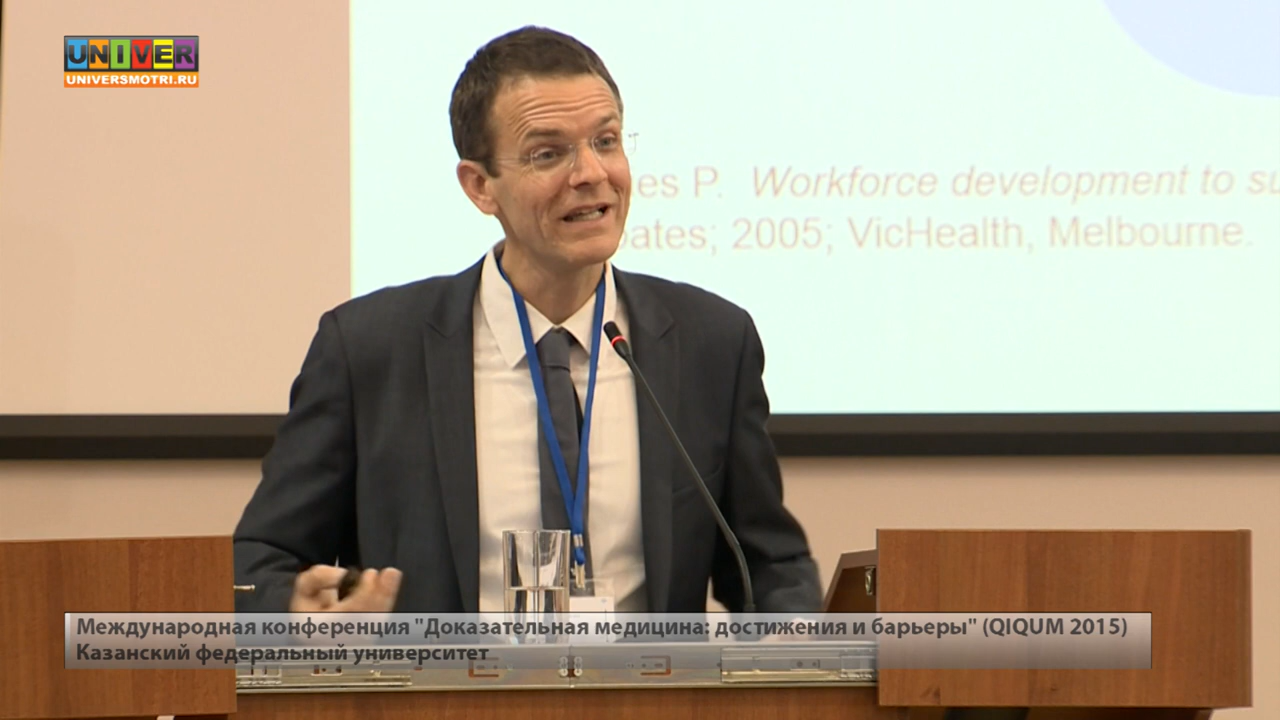 UNIVER
UNIVERSMOTRI.RU
es P. Workforce development to su
ates; 2005; VicHealth, Melbourne.
Международная конференция "Доказательная медицина: достижения и барьеры" (QIQUM 2015)
Казанский федеральный университет